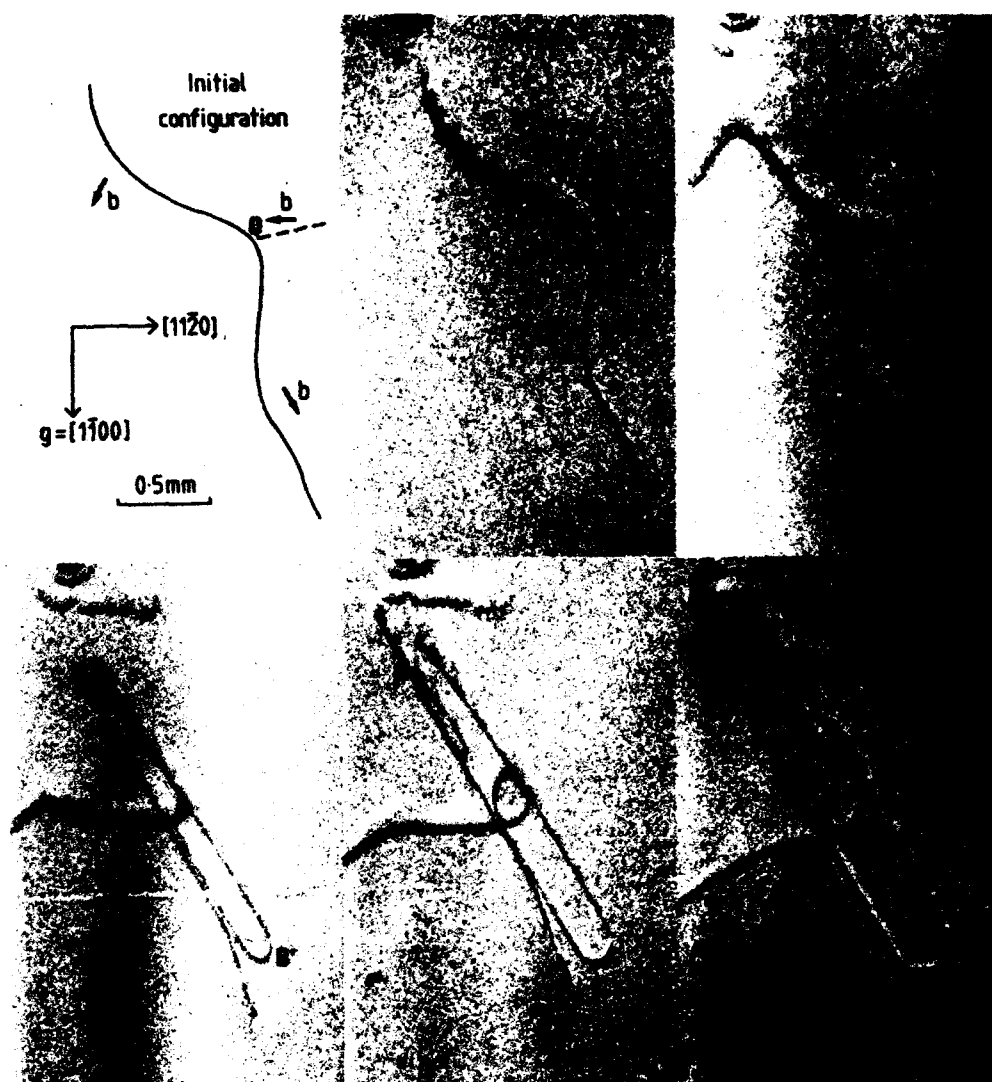 Initial
configuration
b
b
[112̄0]
b
g=[11̄00]
0·5mm